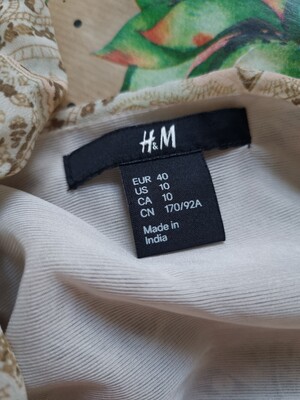 H&M
EUR 40
US 10
CA 10
CN 170/92A
Made in
India